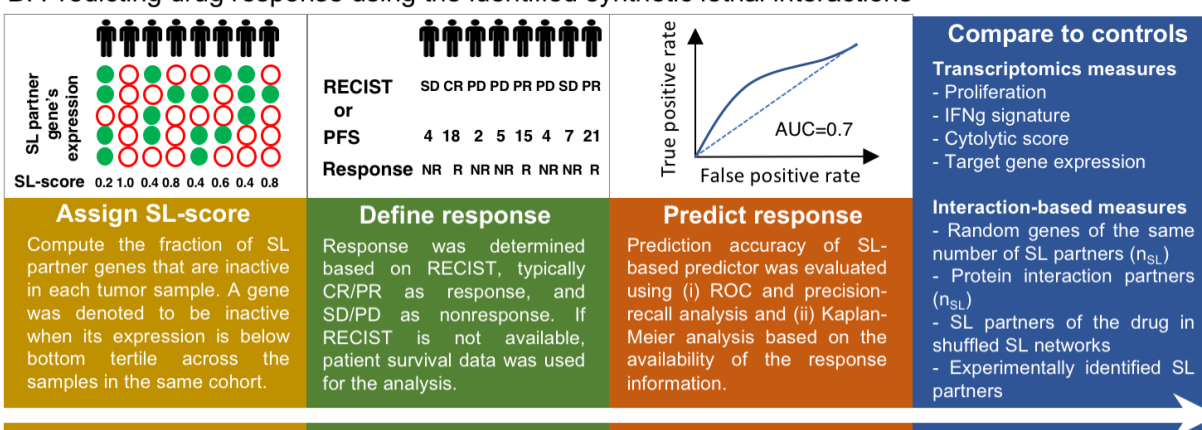 B. Predicting drug response using the identified synthetic lethal interactions
SL partner
gene's
expression
SL-score 0.2 1.0 0.4 0.8 0.4 0.6 0.4 0.8
Assign SL-score
Compute the fraction of SL
partner genes that are inactive
in each tumor sample. A gene
was denoted to be inactive
when its expression is below
bottom tertile across the
samples in the same cohort.
RECIST SD CR PD PD PR PD SD PR
or
PFS 4 18 2 5 15 4 7 21
Response NR R NR NR R NR NR R
Define response
Response was determined
based on RECIST, typically
CR/PR as response, and
SD/PD as nonresponse. If
RECIST is not available,
patient survival data was used
for the analysis.
True positive rate
AUC=0.7
False positive rate
Predict response
Prediction accuracy of SL-
based predictor was evaluated
using (i) ROC and precision-
recall analysis and (ii) Kaplan-
Meier analysis based on the
availability of the response
information.
Compare to controls
Transcriptomics measures
- Proliferation
- IFNg signature
- Cytolytic score
- Target gene expression
Interaction-based measures
- Random genes of the same
number of SL partners (nSL)
- Protein interaction partners
(nSL)
- SL partners of the drug in
shuffled SL networks
- Experimentally identified SL
partners